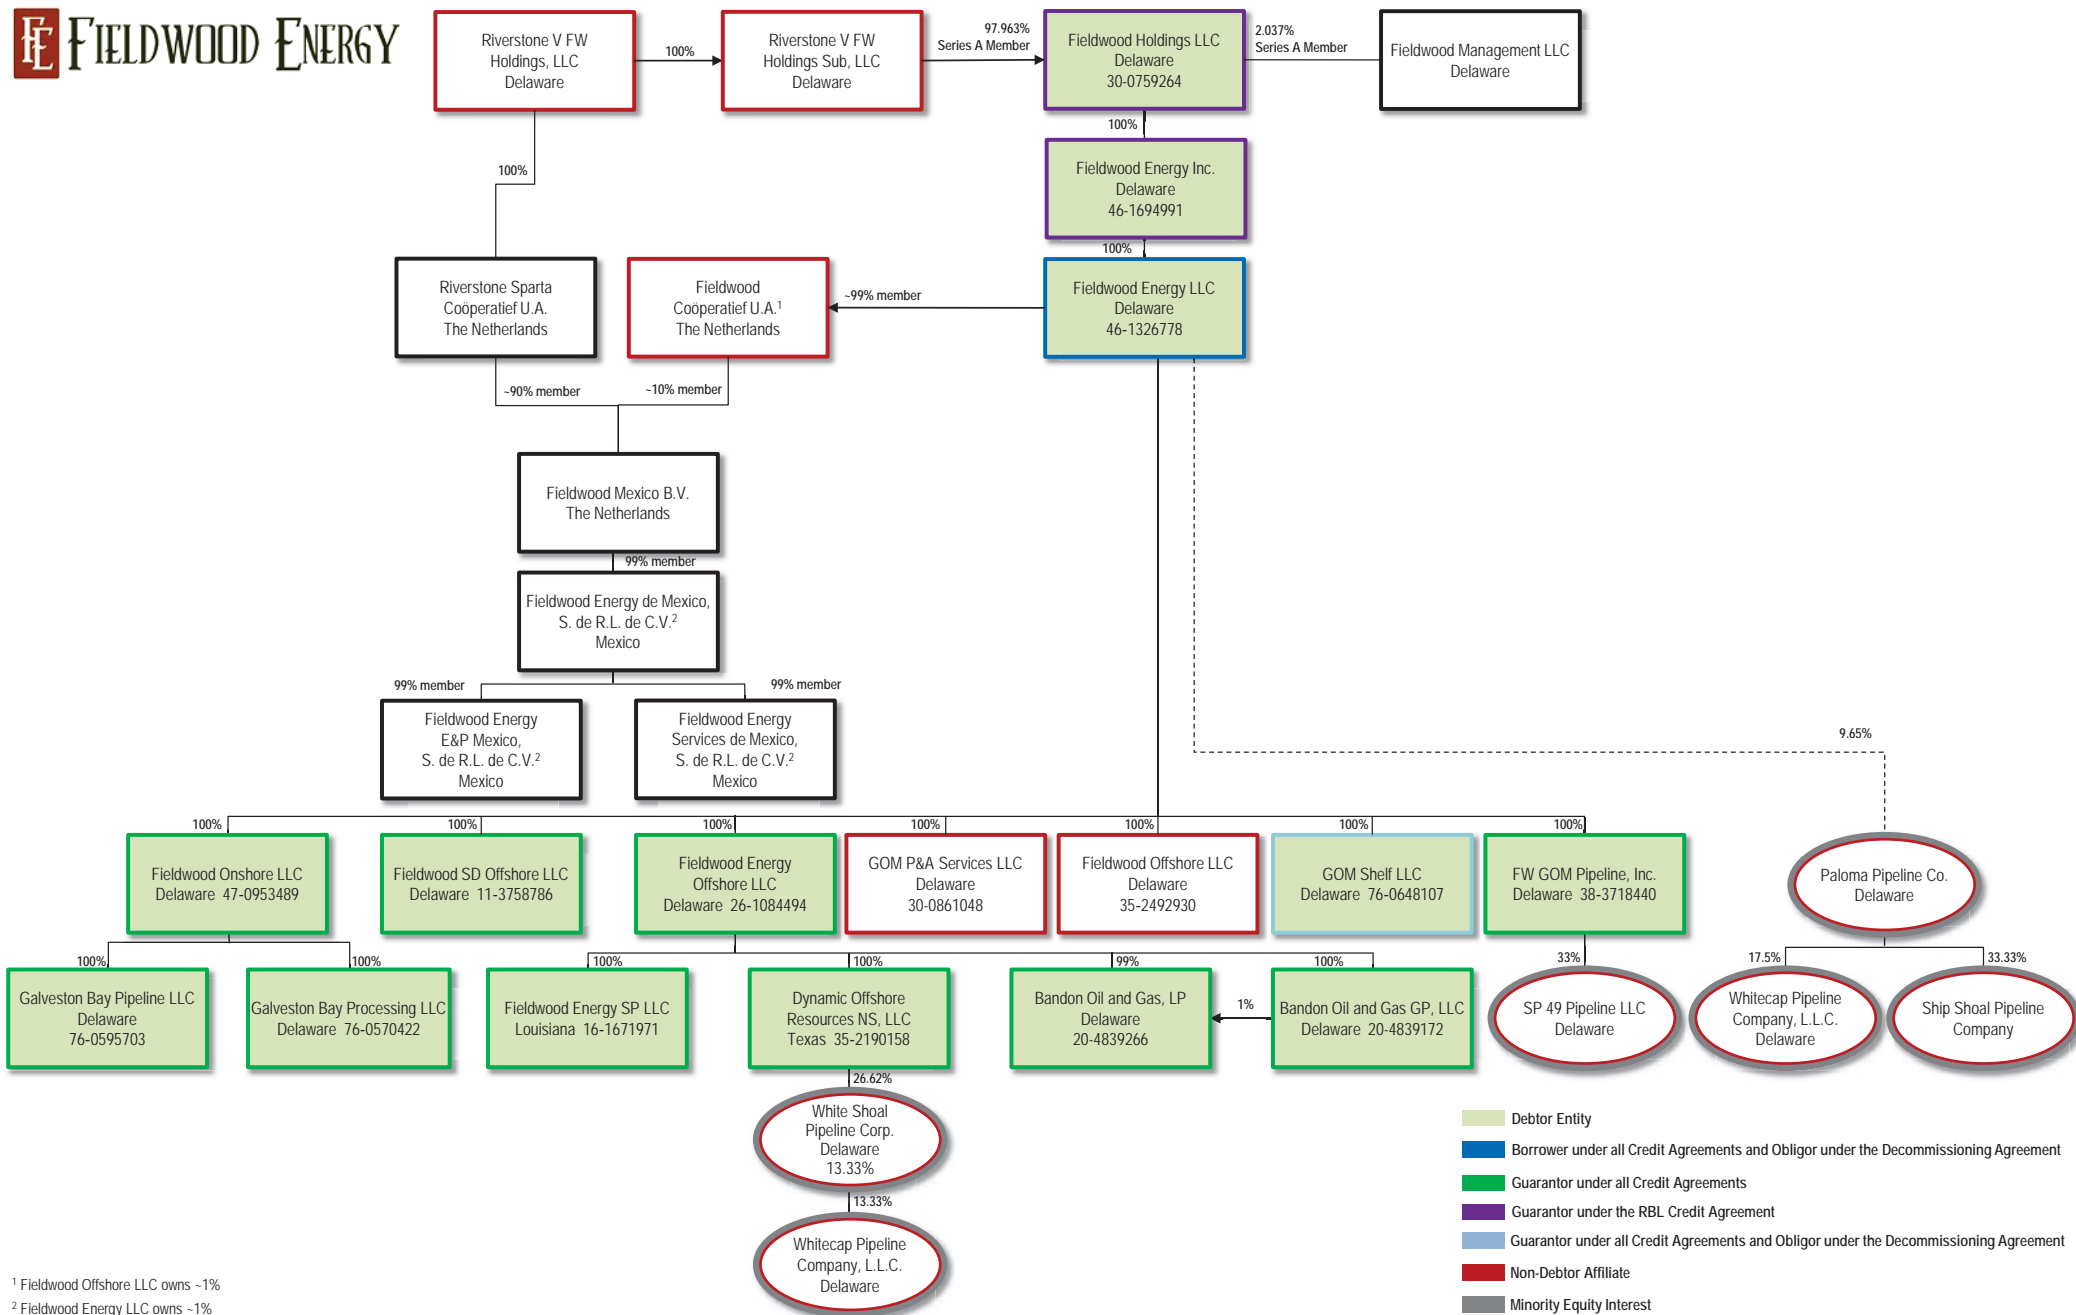 FE FIELDWOOD ENERGY
Riverstone V FW
Holdings, LLC
Delaware
100%
Riverstone V FW
Holdings Sub, LLC
Delaware
97.963%
Series A Member
Fieldwood Holdings LLC
Delaware
30-0759264
2.037%
Series A Member
Fieldwood Management LLC
Delaware
100%
Fieldwood Energy Inc.
Delaware
46-1694991
100%
100%
Riverstone Sparta
Coöperatief U.A.
The Netherlands
Fieldwood
Coöperatief U.A.¹
The Netherlands
~99% member
Fieldwood Energy LLC
Delaware
46-1326778
~90% member
~10% member
Fieldwood Mexico B.V.
The Netherlands
99% member
Fieldwood Energy de Mexico,
S. de R.L. de C.V.²
Mexico
99% member
99% member
Fieldwood Energy
E&P Mexico,
S. de R.L. de C.V.²
Mexico
Fieldwood Energy
Services de Mexico,
S. de R.L. de C.V.²
Mexico
9.65%
100%
100%
100%
100%
100%
100%
100%
Fieldwood Onshore LLC
Delaware 47-0953489
Fieldwood SD Offshore LLC
Delaware 11-3758786
Fieldwood Energy
Offshore LLC
Delaware 26-1084494
GOM P&A Services LLC
Delaware
30-0861048
Fieldwood Offshore LLC
Delaware
35-2492930
GOM Shelf LLC
Delaware 76-0648107
FW GOM Pipeline, Inc.
Delaware 38-3718440
Paloma Pipeline Co.
Delaware
100%
100%
100%
100%
99%
100%
33%
17.5%
33.33%
Galveston Bay Pipeline LLC
Delaware
76-0595703
Galveston Bay Processing LLC
Delaware 76-0570422
Fieldwood Energy SP LLC
Louisiana 16-1671971
Dynamic Offshore
Resources NS, LLC
Texas 35-2190158
Bandon Oil and Gas, LP
Delaware
20-4839266
1%
Bandon Oil and Gas GP, LLC
Delaware 20-4839172
SP 49 Pipeline LLC
Delaware
Whitecap Pipeline
Company, L.L.C.
Delaware
Ship Shoal Pipeline
Company
26.62%
White Shoal
Pipeline Corp.
Delaware
13.33%
13.33%
Whitecap Pipeline
Company, L.L.C.
Delaware
Debtor Entity
Borrower under all Credit Agreements and Obligor under the Decommissioning Agreement
Guarantor under all Credit Agreements
Guarantor under the RBL Credit Agreement
Guarantor under all Credit Agreements and Obligor under the Decommissioning Agreement
Non-Debtor Affiliate
Minority Equity Interest
¹ Fieldwood Offshore LLC owns ~1%
² Fieldwood Energy LLC owns ~1%